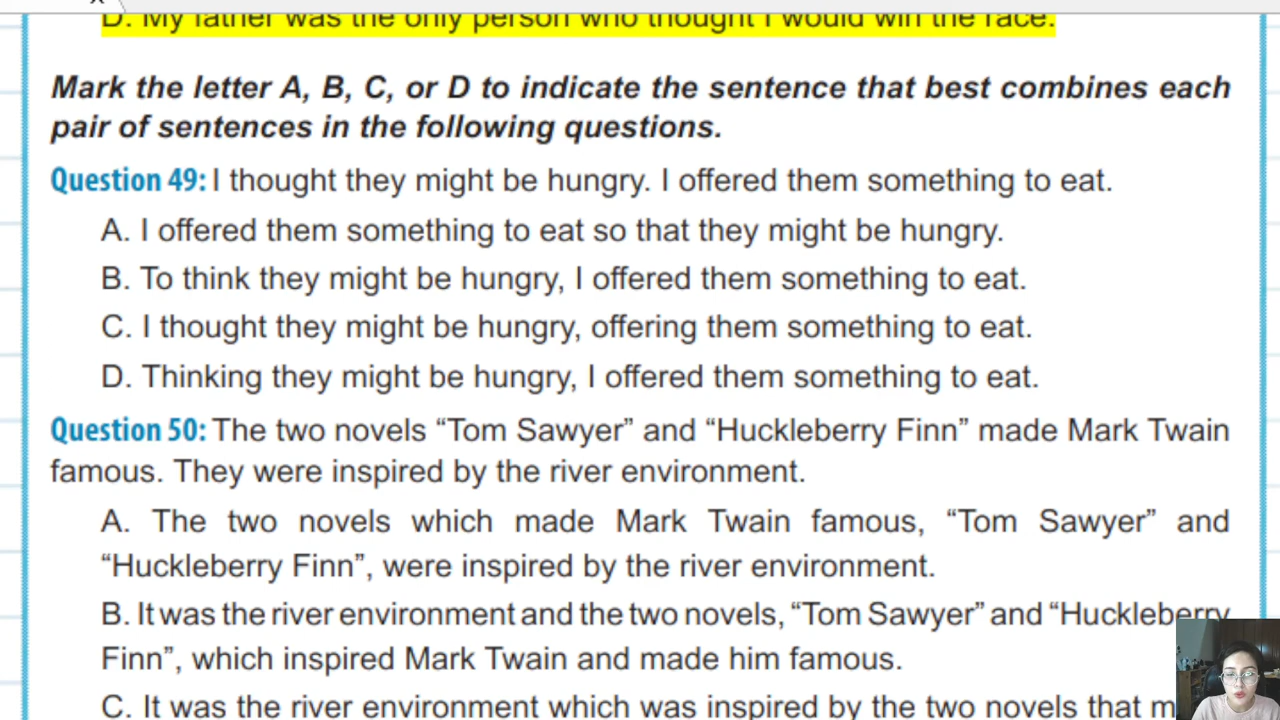 D. My father was the only person who thought I would win the race.
Mark the letter A, B, C, or D to indicate the sentence that best combines each
pair of sentences in the following questions.
Question 49: I thought they might be hungry. I offered them something to eat.
A. I offered them something to eat so that they might be hungry.
B. To think they might be hungry, I offered them something to eat.
C. I thought they might be hungry, offering them something to eat.
D. Thinking they might be hungry, I offered them something to eat.
Question 50: The two novels “Tom Sawyer” and “Huckleberry Finn” made Mark Twain
famous. They were inspired by the river environment.
A. The two novels which made Mark Twain famous, “Tom Sawyer” and
“Huckleberry Finn”, were inspired by the river environment.
B. It was the river environment and the two novels, “Tom Sawyer” and “Huckleberry
Finn”, which inspired Mark Twain and made him famous.
C. It was the river environment which was inspired by the two novels that